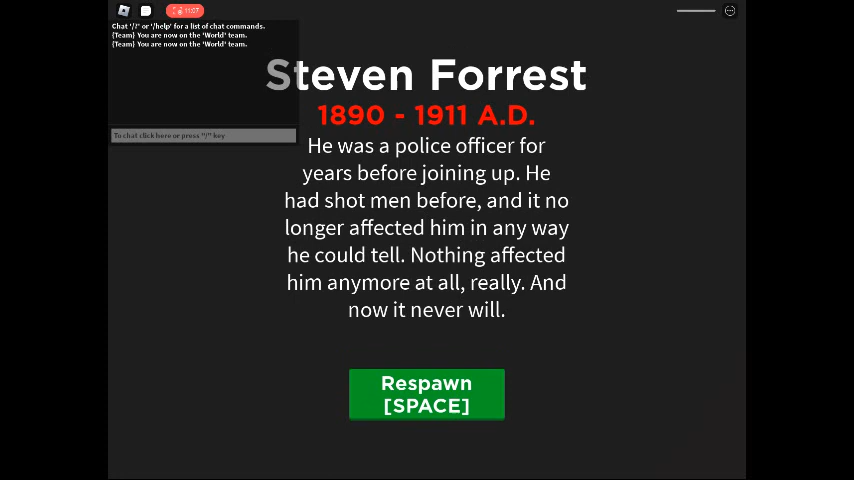 11:07
Chat '/?' or '/help' for a list of chat commands.
{Team} You are now on the 'World' team.
{Team} You are now on the 'World' team.
To chat click here or press "/" key
Steven Forrest
1890 - 1911 A.D.
He was a police officer for
years before joining up. He
had shot men before, and it no
longer affected him in any way
he could tell. Nothing affected
him anymore at all, really. And
now it never will.
Respawn
[SPACE]